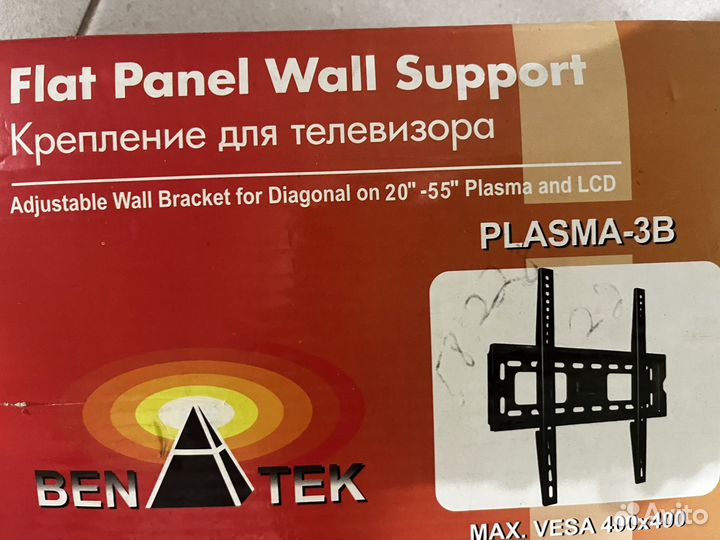 Flat Panel Wall Support
Крепление для телевизора
Adjustable Wall Bracket for Diagonal on 20"-55" Plasma and LCD
PLASMA-3B
BEN TEK
MAX. VESA 400x400
Avito